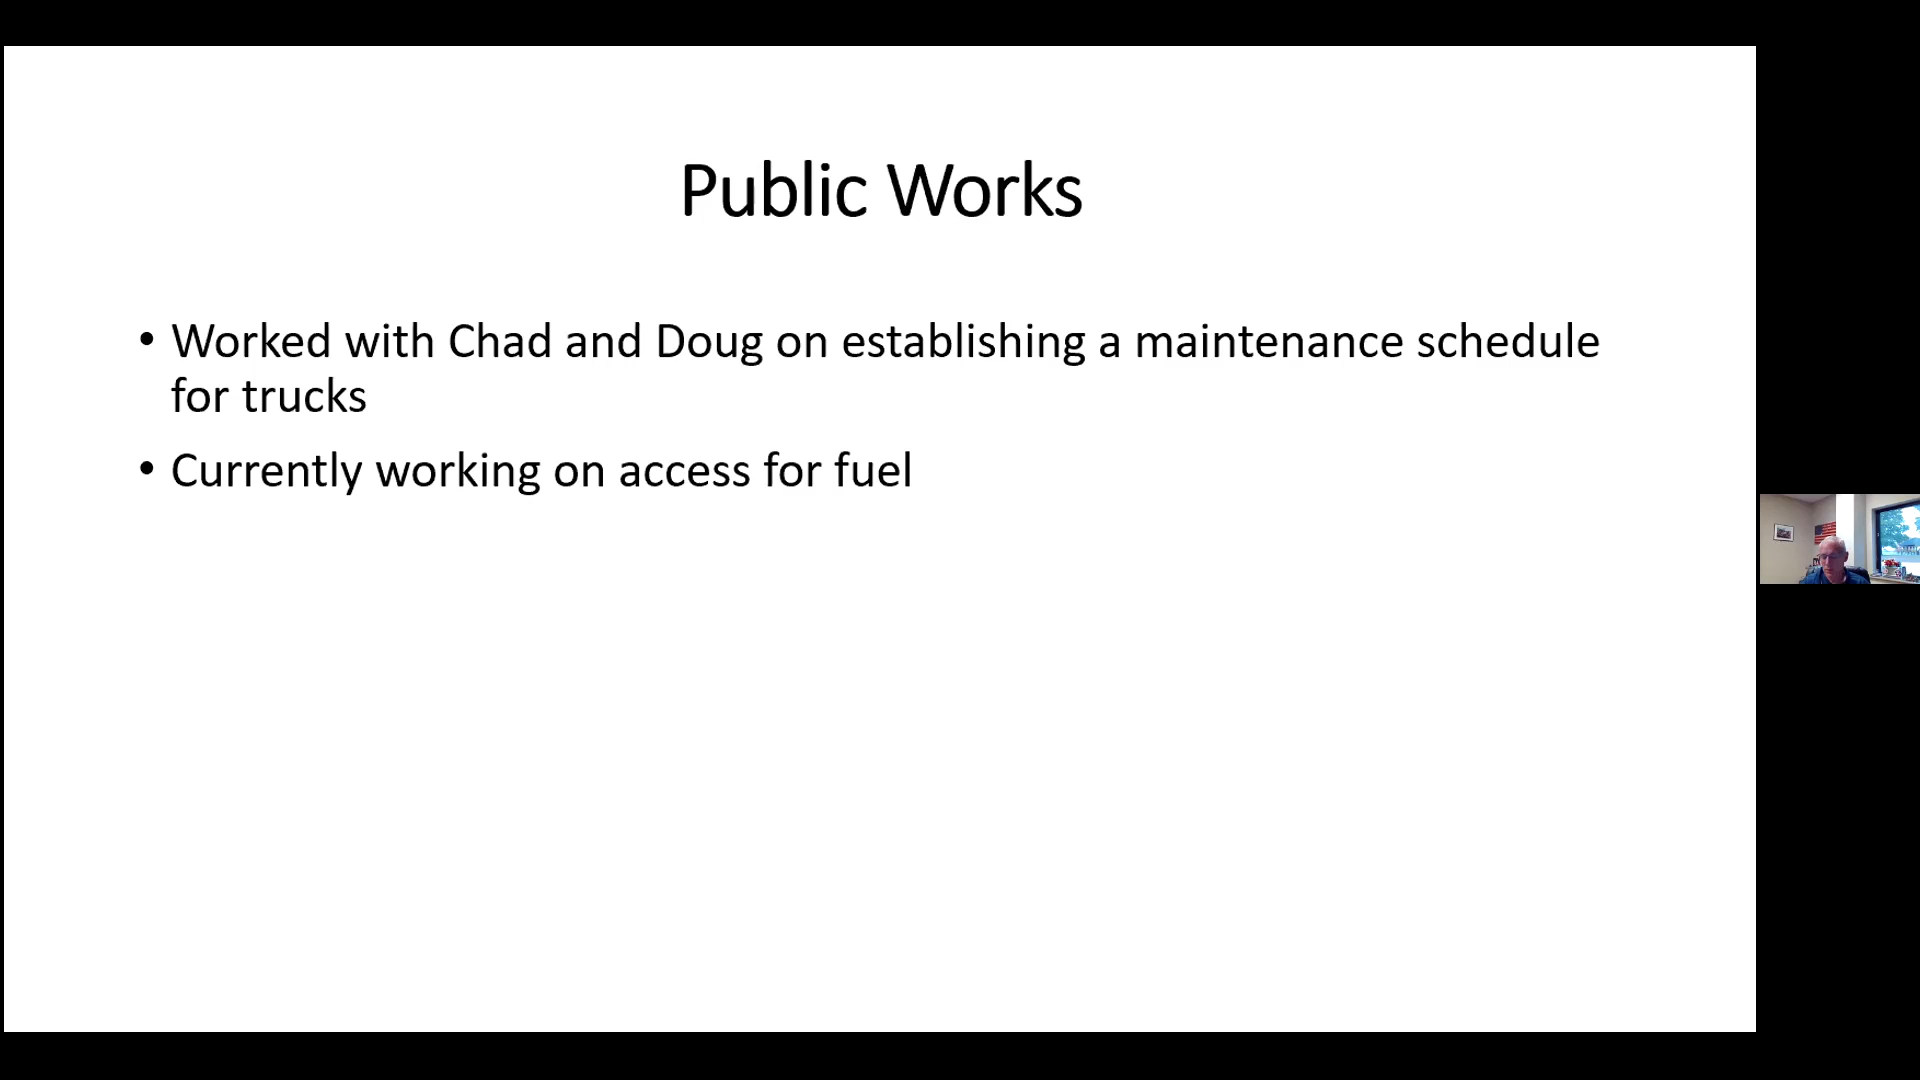 Public Works
• Worked with Chad and Doug on establishing a maintenance schedule
for trucks
• Currently working on access for fuel